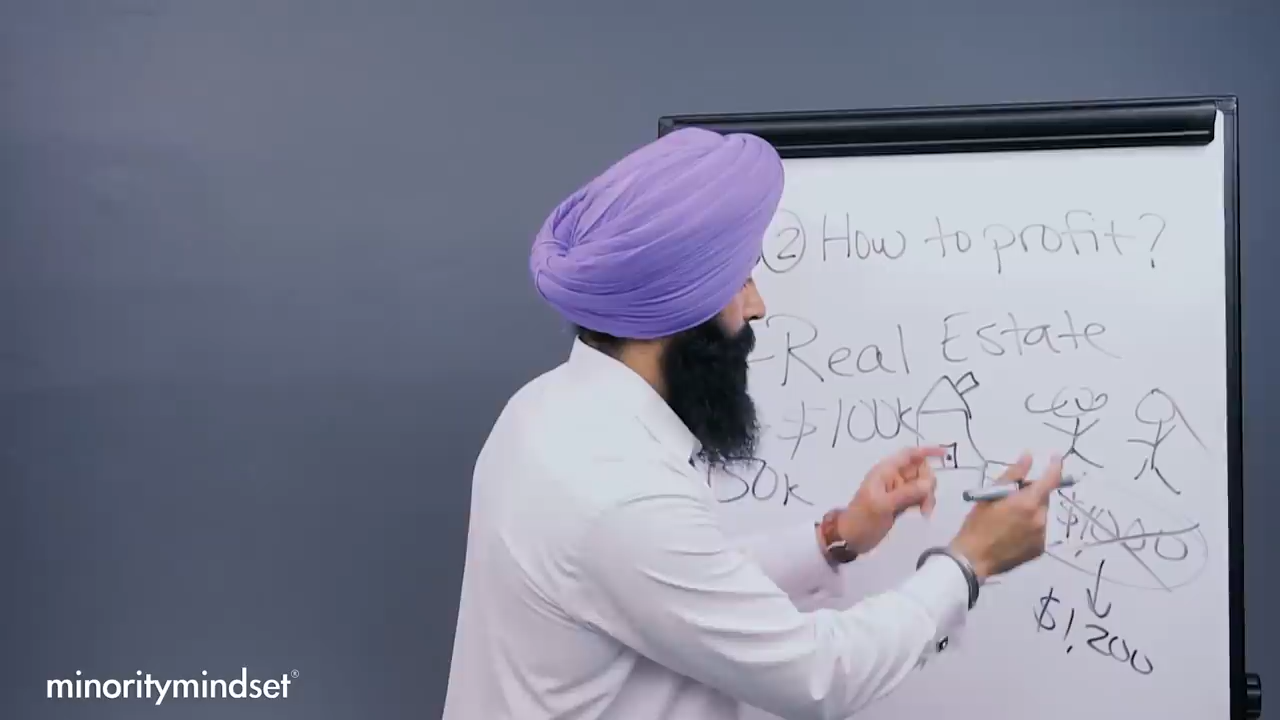 ② How to profit?
-Real Estate
$100k
50k
$1000
$1,200
minoritymindset®